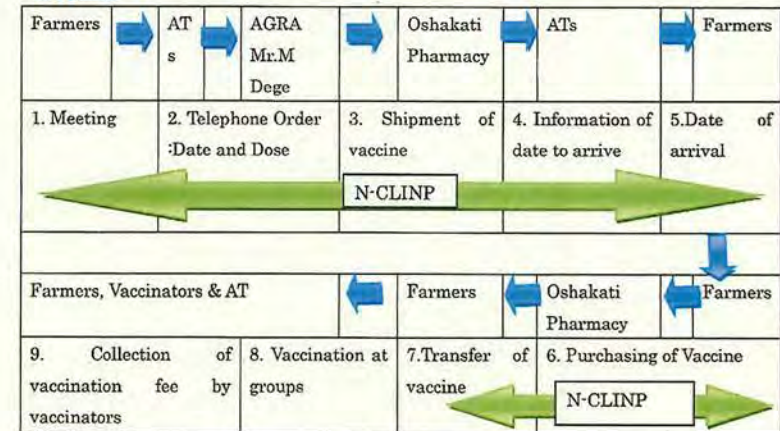 Farmers
AT
s
AGRA
Mr.M
Dege
Oshakati
Pharmacy
ATs
Farmers
1. Meeting
2. Telephone Order
:Date and Dose
3. Shipment of
vaccine
4. Information of
date to arrive
5.Date of
arrival
N-CLINP
Farmers, Vaccinators & AT
Farmers
Oshakati
Pharmacy
Farmers
9. Collection of
vaccination fee by
vaccinators
8. Vaccination at
groups
7.Transfer of
vaccine
6. Purchasing of Vaccine
N-CLINP